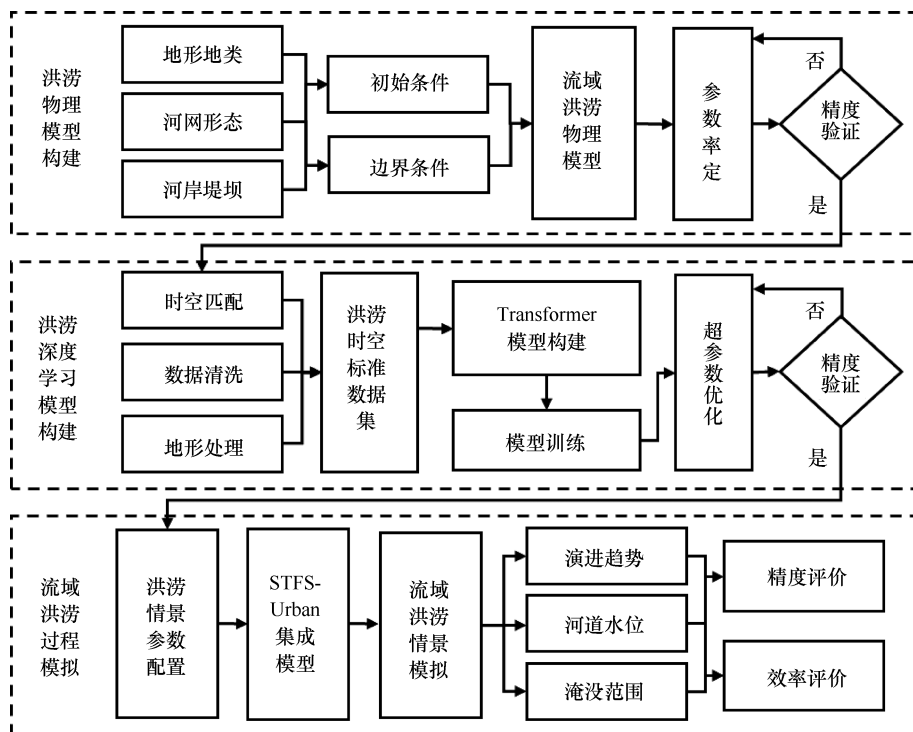 洪涝
物理
模型
构建
地形地类
河网形态
河岸堤坝
初始条件
边界条件
流域
洪涝
物理
模型
参
数
率
定
否
精度
验证
是
洪涝
深度
学习
模型
构建
时空匹配
数据清洗
地形处理
洪涝
时空
标准
数据
集
Transformer
模型构建
模型训练
超
参
数
优
化
否
精度
验证
是
流域
洪涝
过程
模拟
洪涝
情景
参数
配置
STFS-
Urban
集成
模型
流域
洪涝
情景
模拟
演进趋势
河道水位
淹没范围
精度评价
效率评价